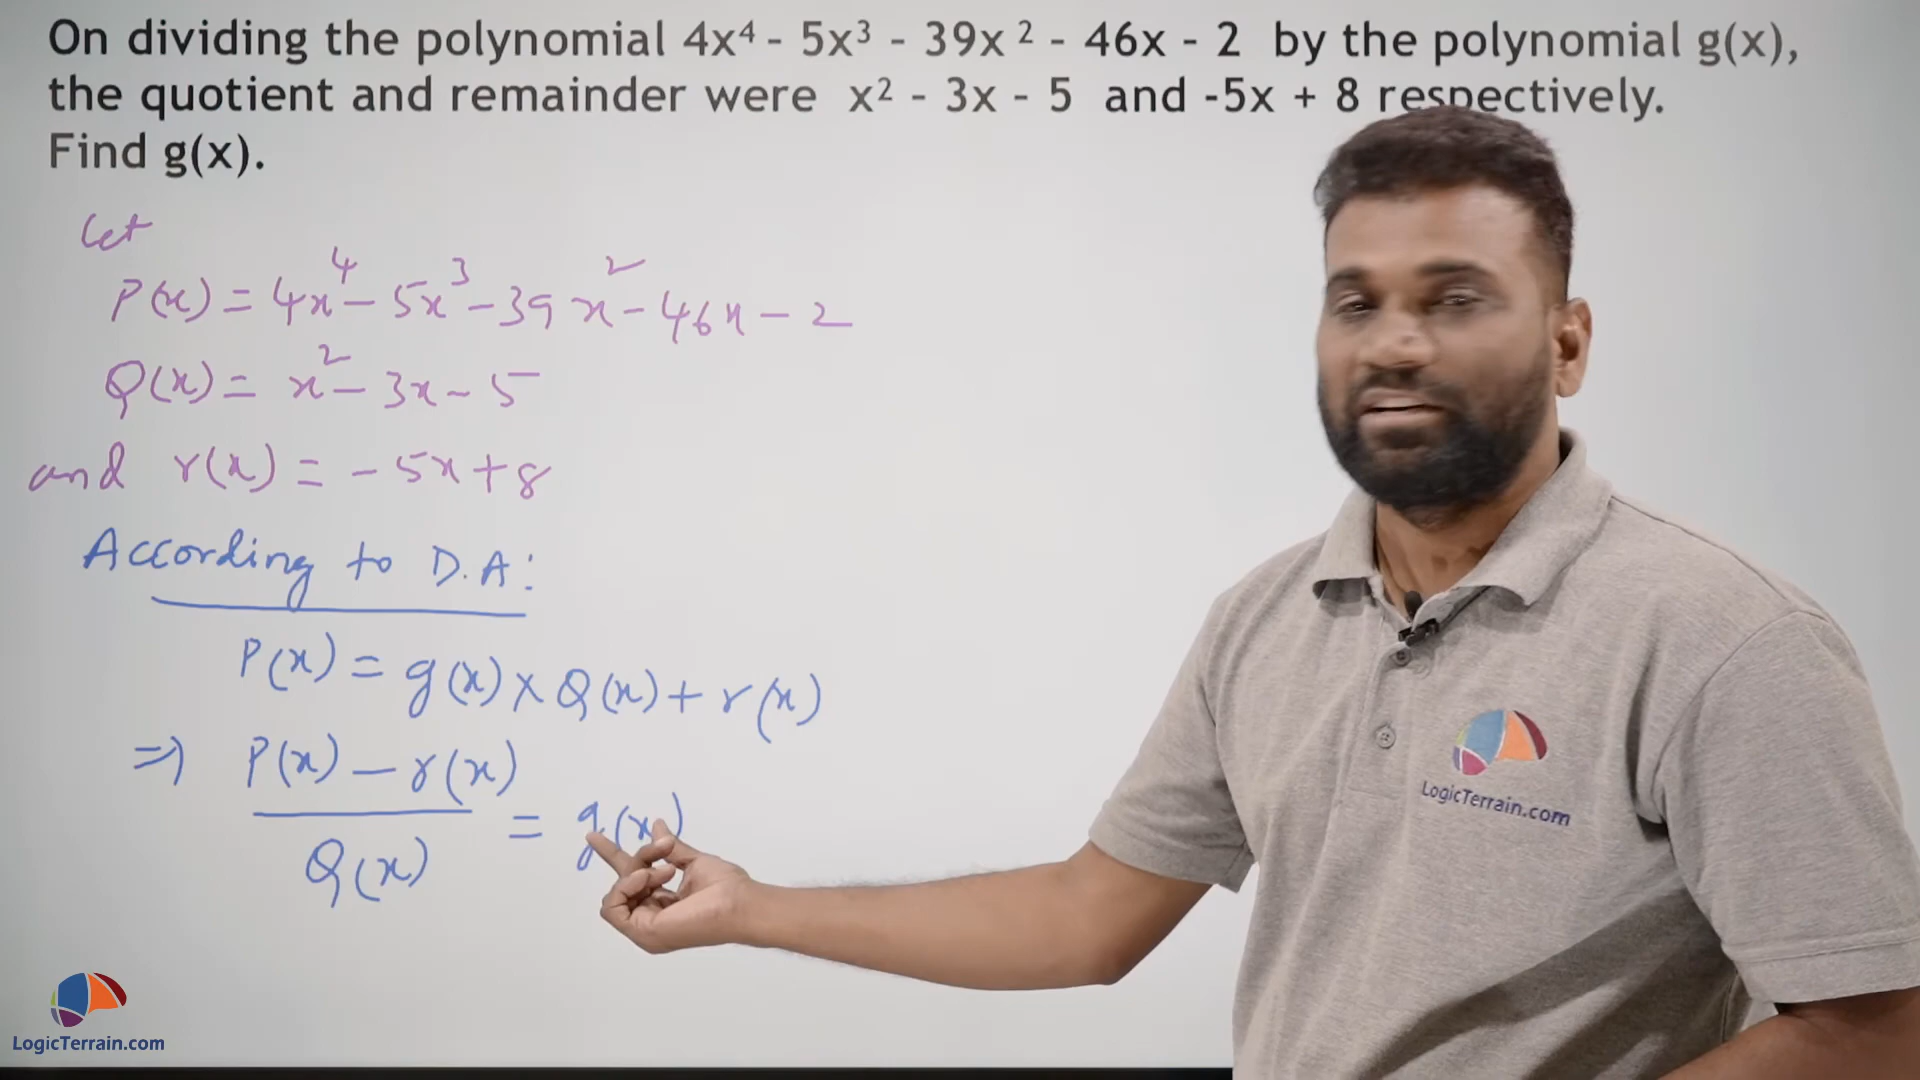 On dividing the polynomial 4x⁴ - 5x³ - 39x² - 46x - 2 by the polynomial g(x),
the quotient and remainder were x² - 3x - 5 and -5x + 8 respectively.
Find g(x).
Let
P(x) = 4x⁴ - 5x³ - 39x² - 46x - 2
Q(x) = x² - 3x - 5
and r(x) = -5x + 8
According to D.A:
P(x) = g(x) × Q(x) + r(x)
⇒ P(x) - r(x)
Q(x)
= g(x)
LogicTerrain.com
LogicTerrain.com